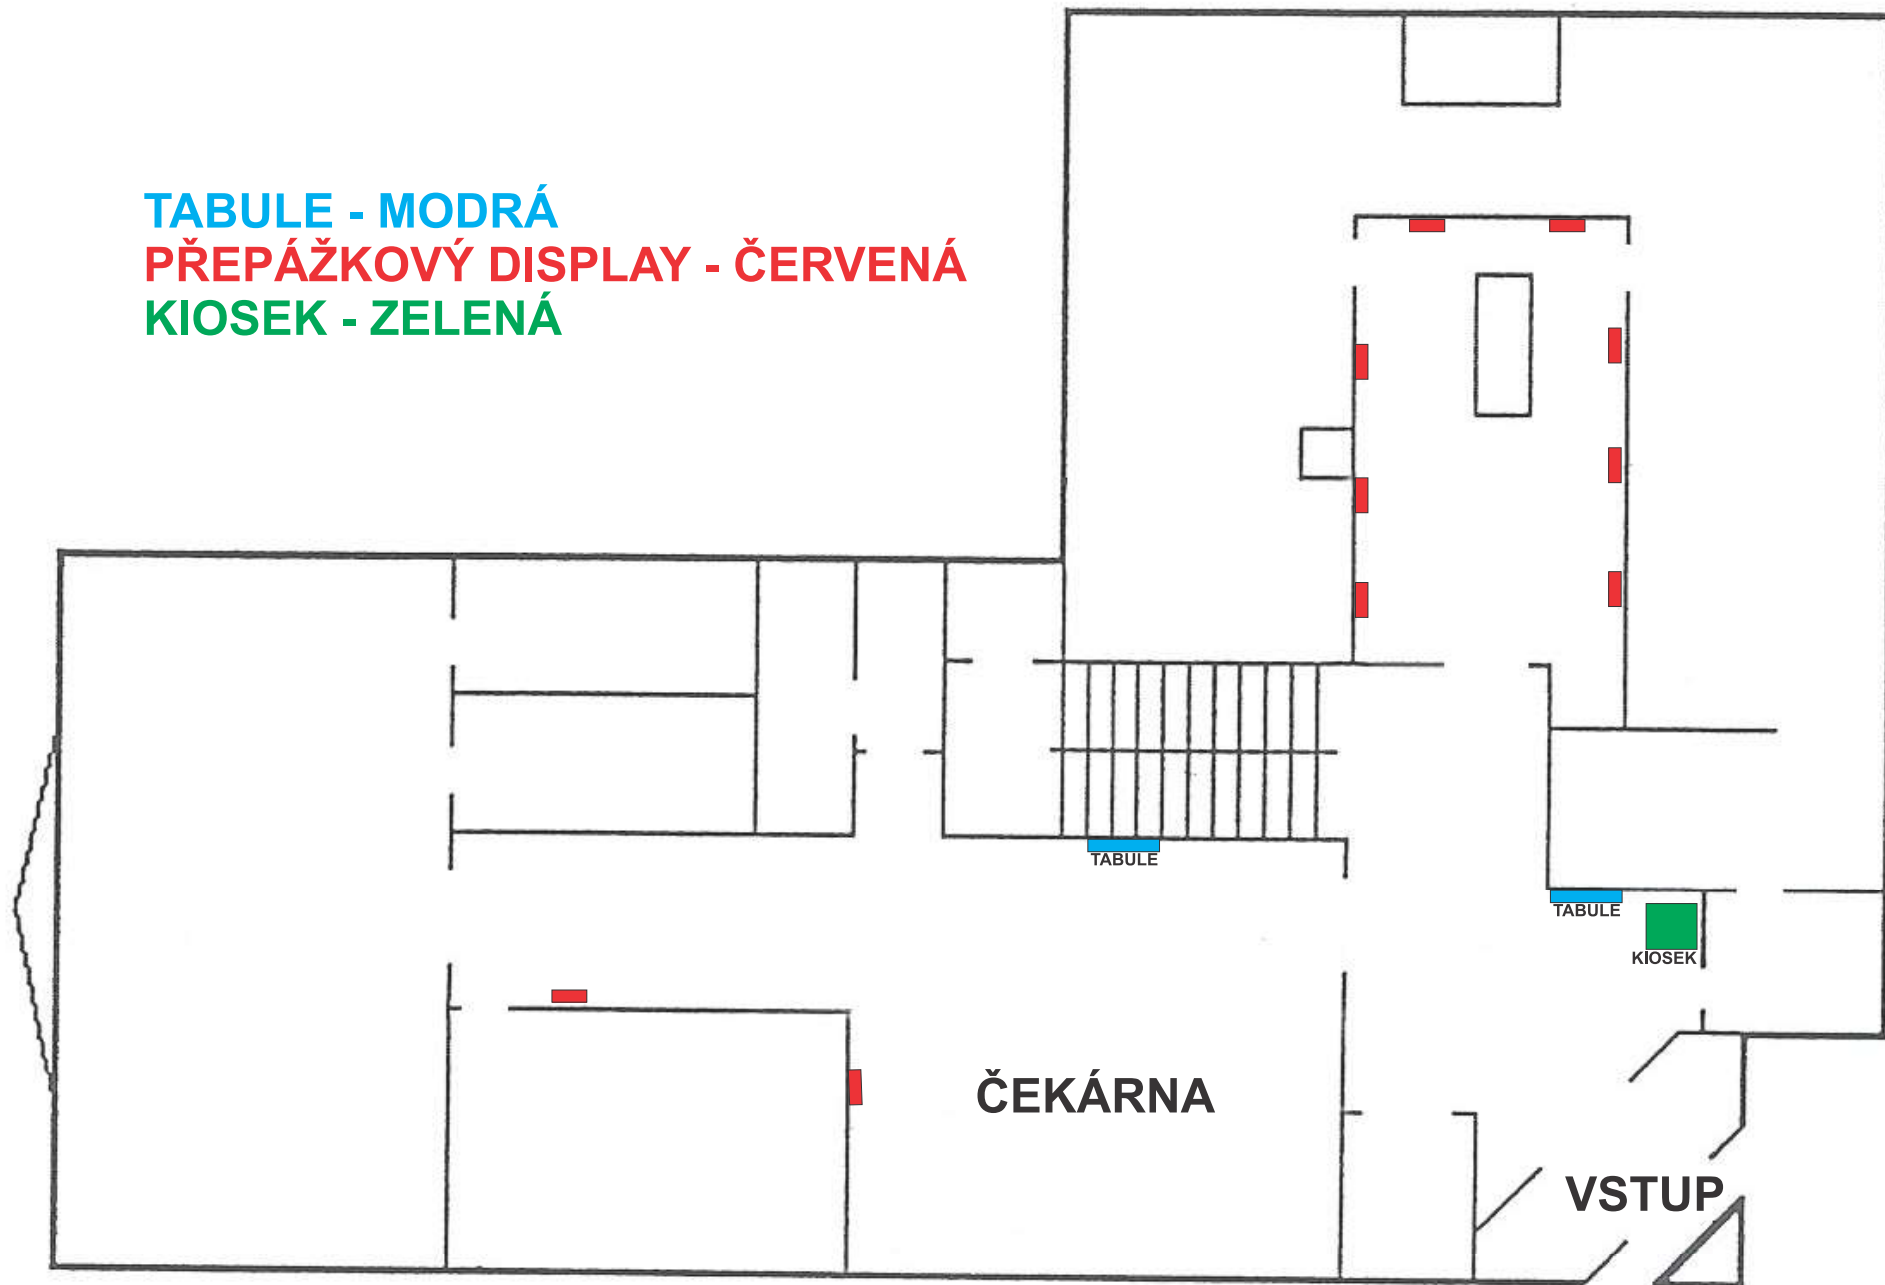 TABULE - MODRÁ
PŘEPÁŽKOVÝ DISPLAY - ČERVENÁ
KIOSEK - ZELENÁ
TABULE
TABULE
KIOSEK
ČEKÁRNA
VSTUP